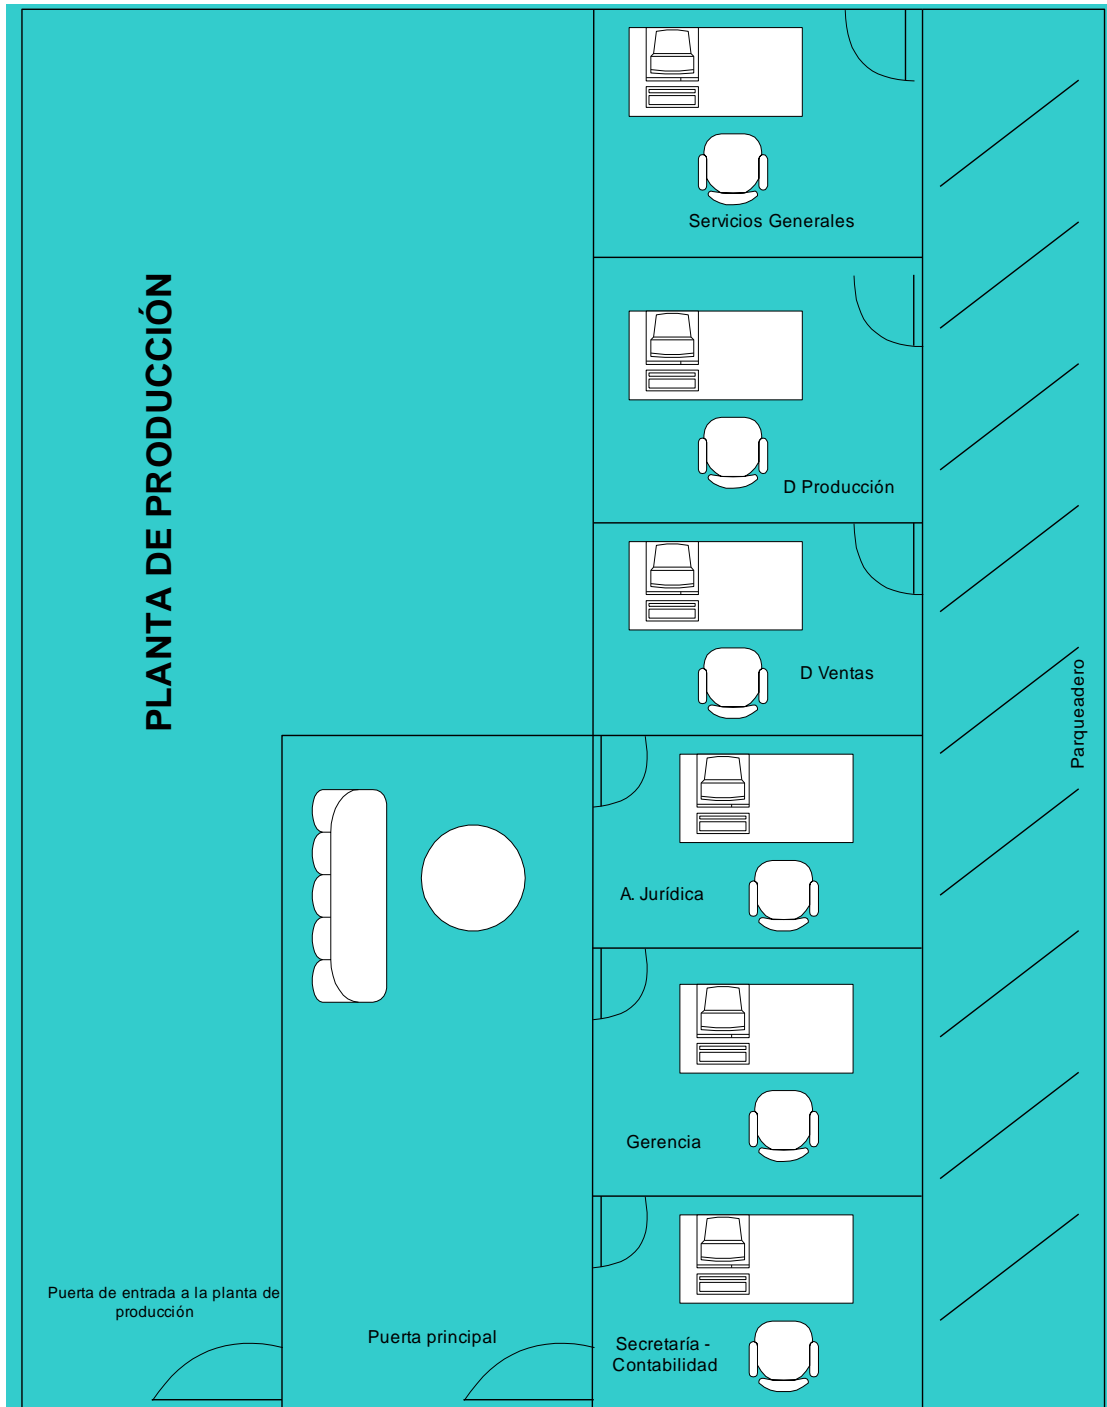 Servicios Generales
PLANTA DE PRODUCCIÓN
D Producción
D Ventas
Parqueadero
A. Jurídica
Gerencia
Puerta de entrada a la planta de
producción
Puerta principal
Secretaría -
Contabilidad